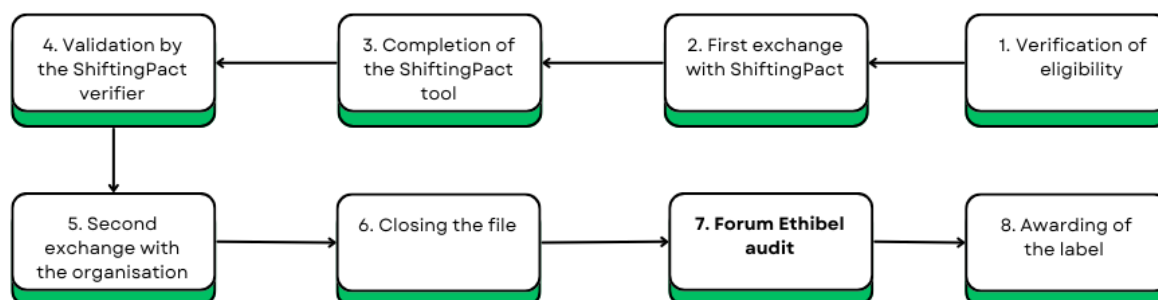 1. Verification of
eligibility
2. First exchange
with ShiftingPact
3. Completion of
the ShiftingPact
tool
4. Validation by
the ShiftingPact
verifier
5. Second
exchange with
the organisation
6. Closing the file
7. Forum Ethibel
audit
8. Awarding of
the label